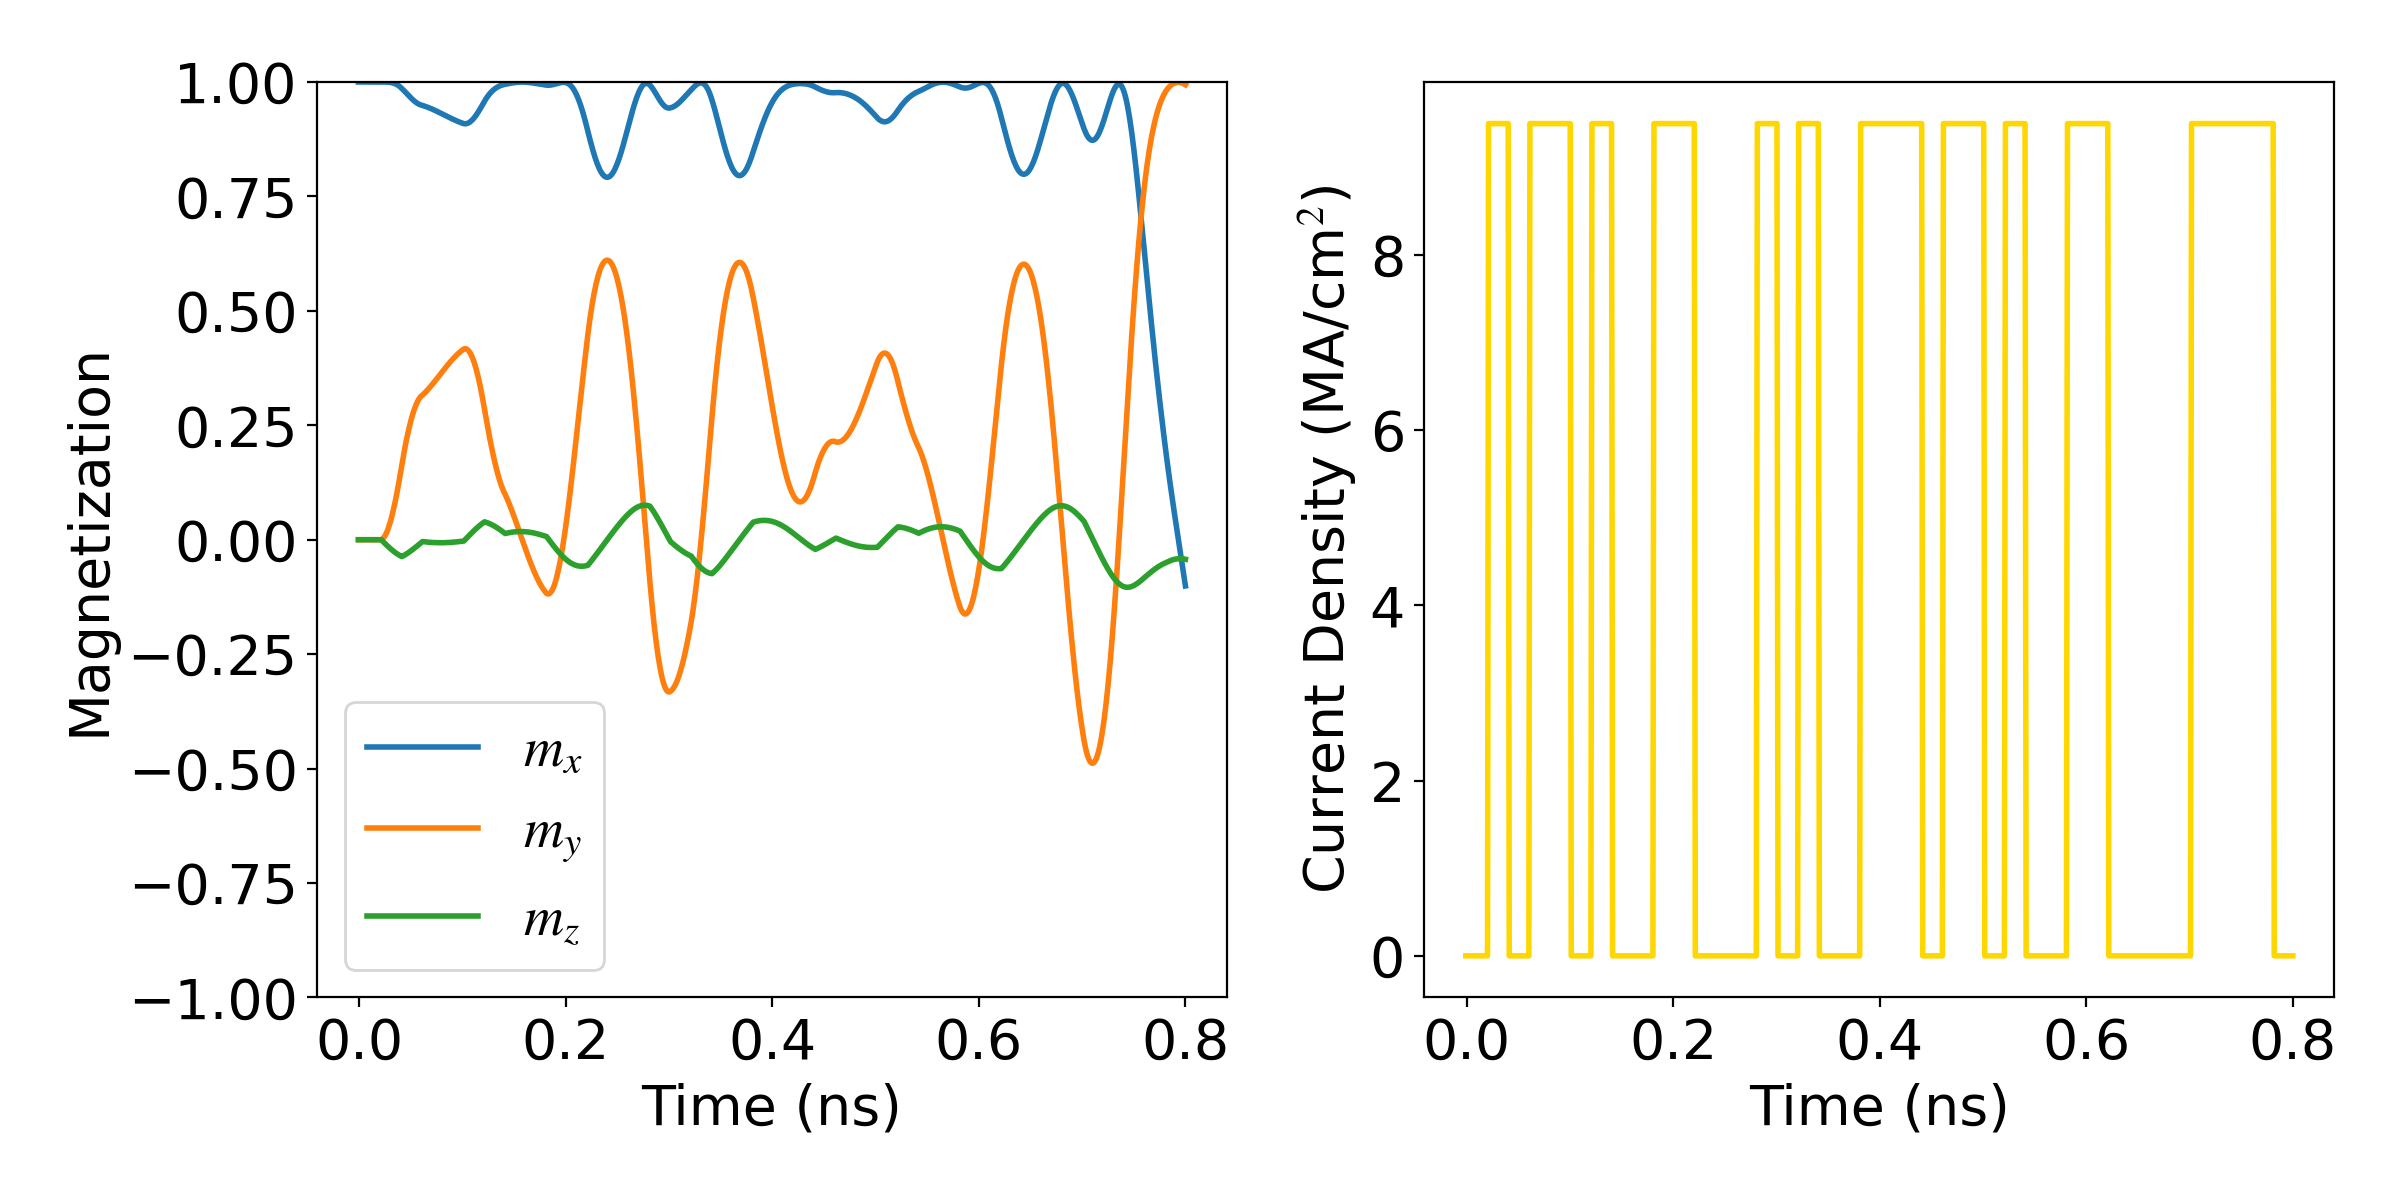 1.00
0.75
0.50
0.25
0.00
−0.25
−0.50
−0.75
−1.00
Magnetization
0.0 0.2 0.4 0.6 0.8
Time (ns)
m_x
m_y
m_z
8
6
4
2
0
Current Density (MA/cm²)
0.0 0.2 0.4 0.6 0.8
Time (ns)